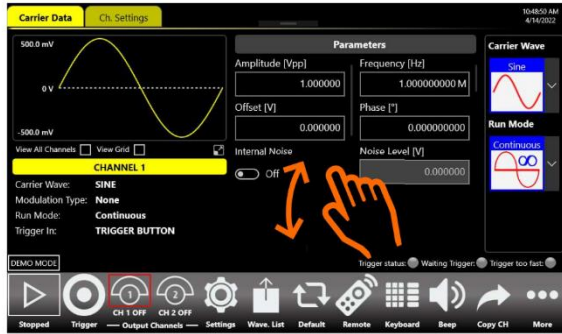 Carrier Data
Ch. Settings
10:48:50 AM
4/14/2022
500.0 mV
0 V
-500.0 mV
View All Channels
View Grid
CHANNEL 1
Carrier Wave: SINE
Modulation Type: None
Run Mode: Continuous
Trigger In: TRIGGER BUTTON
Parameters
Amplitude [Vpp]
1.000000
Frequency [Hz]
1.000000000 M
Offset [V]
0.000000
Phase [°]
0.000000000
Internal Noise
Off
Noise Level [V]
0.000000
Carrier Wave
Sine
Run Mode
Continuous
∞
DEMO MODE
Trigger status: Waiting Trigger: Trigger too fast:
1
2
CH 1 OFF
CH 2 OFF
Stopped
Trigger
Output Channels
Settings
Wave. List
Default
Remote
Keyboard
Beep
Copy CH
More